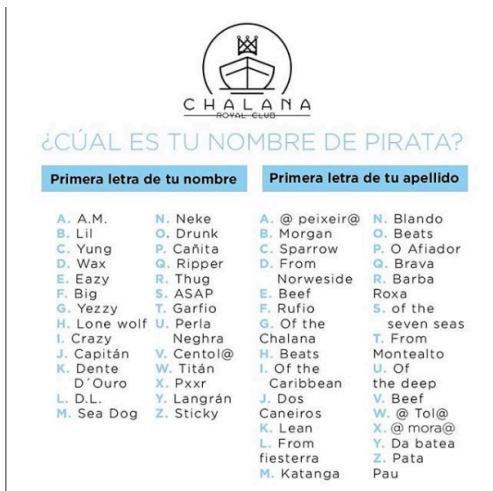 CHALANA
ROYAL CLUB
¿CÚAL ES TU NOMBRE DE PIRATA?
Primera letra de tu nombre
A. A.M.
B. Lil
C. Yung
D. Wax
E. Eazy
F. Big
G. Yezzy
H. Lone wolf
I. Crazy
J. Capitán
K. Dente
D´Ouro
L. D.L.
M. Sea Dog
N. Neke
O. Drunk
P. Cañita
Q. Ripper
R. Thug
S. ASAP
T. Garfio
U. Perla
Neghra
V. Centol@
W. Titán
X. Pxxr
Y. Langrán
Z. Sticky
Primera letra de tu apellido
A. @ peixeir@
B. Morgan
C. Sparrow
D. From
Norweside
E. Beef
F. Rufio
G. Of the
Chalana
H. Beats
I. Of the
Caribbean
J. Dos
Caneiros
K. Lean
L. From
fiesterra
M. Katanga
N. Blando
O. Beats
P. O Afiador
Q. Brava
R. Barba
Roxa
S. of the
seven seas
T. From
Montealto
U. Of
the deep
V. Beef
W. @ Tol@
X. @ mora@
Y. Da batea
Z. Pata
Pau